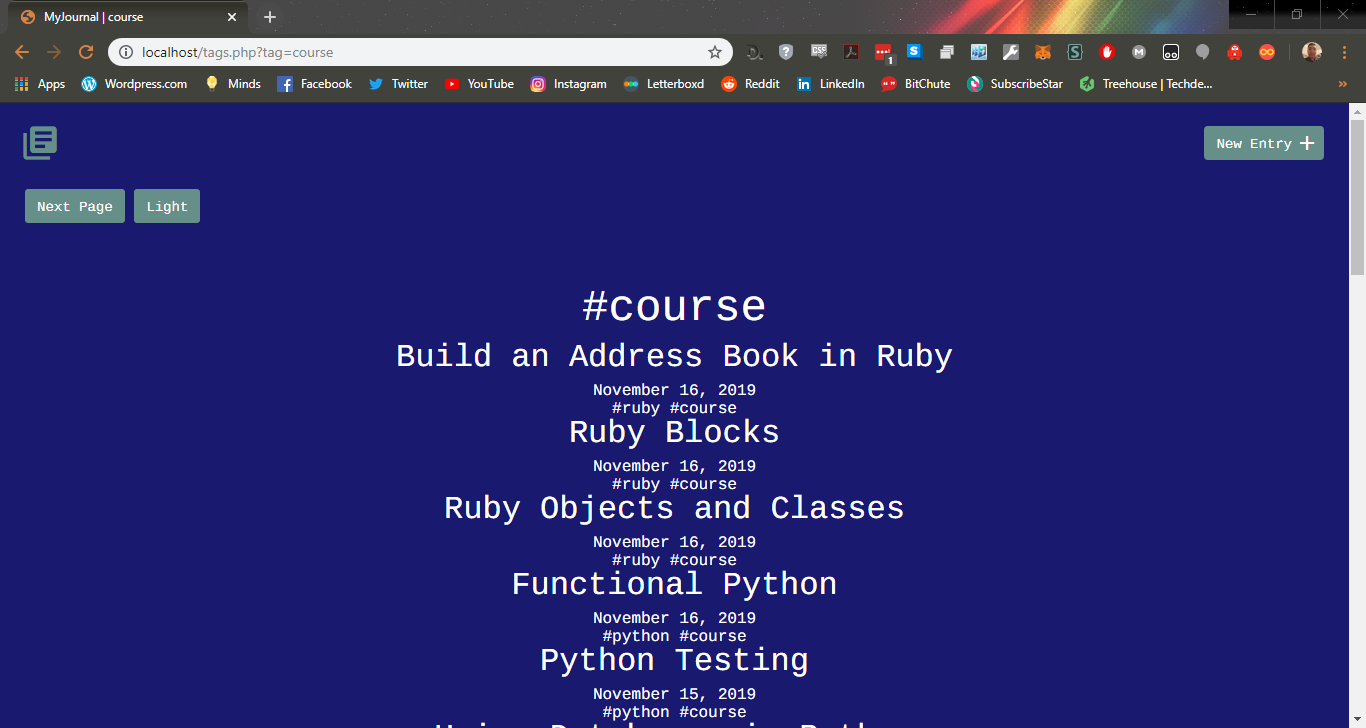 MyJournal | course
localhost/tags.php?tag=course
1
Apps Wordpress.com Minds Facebook Twitter YouTube Instagram Letterboxd Reddit LinkedIn BitChute SubscribeStar Treehouse | Techde...
New Entry +
Next Page Light
#course
Build an Address Book in Ruby
November 16, 2019
#ruby #course
Ruby Blocks
November 16, 2019
#ruby #course
Ruby Objects and Classes
November 16, 2019
#ruby #course
Functional Python
November 16, 2019
#python #course
Python Testing
November 15, 2019
#python #course